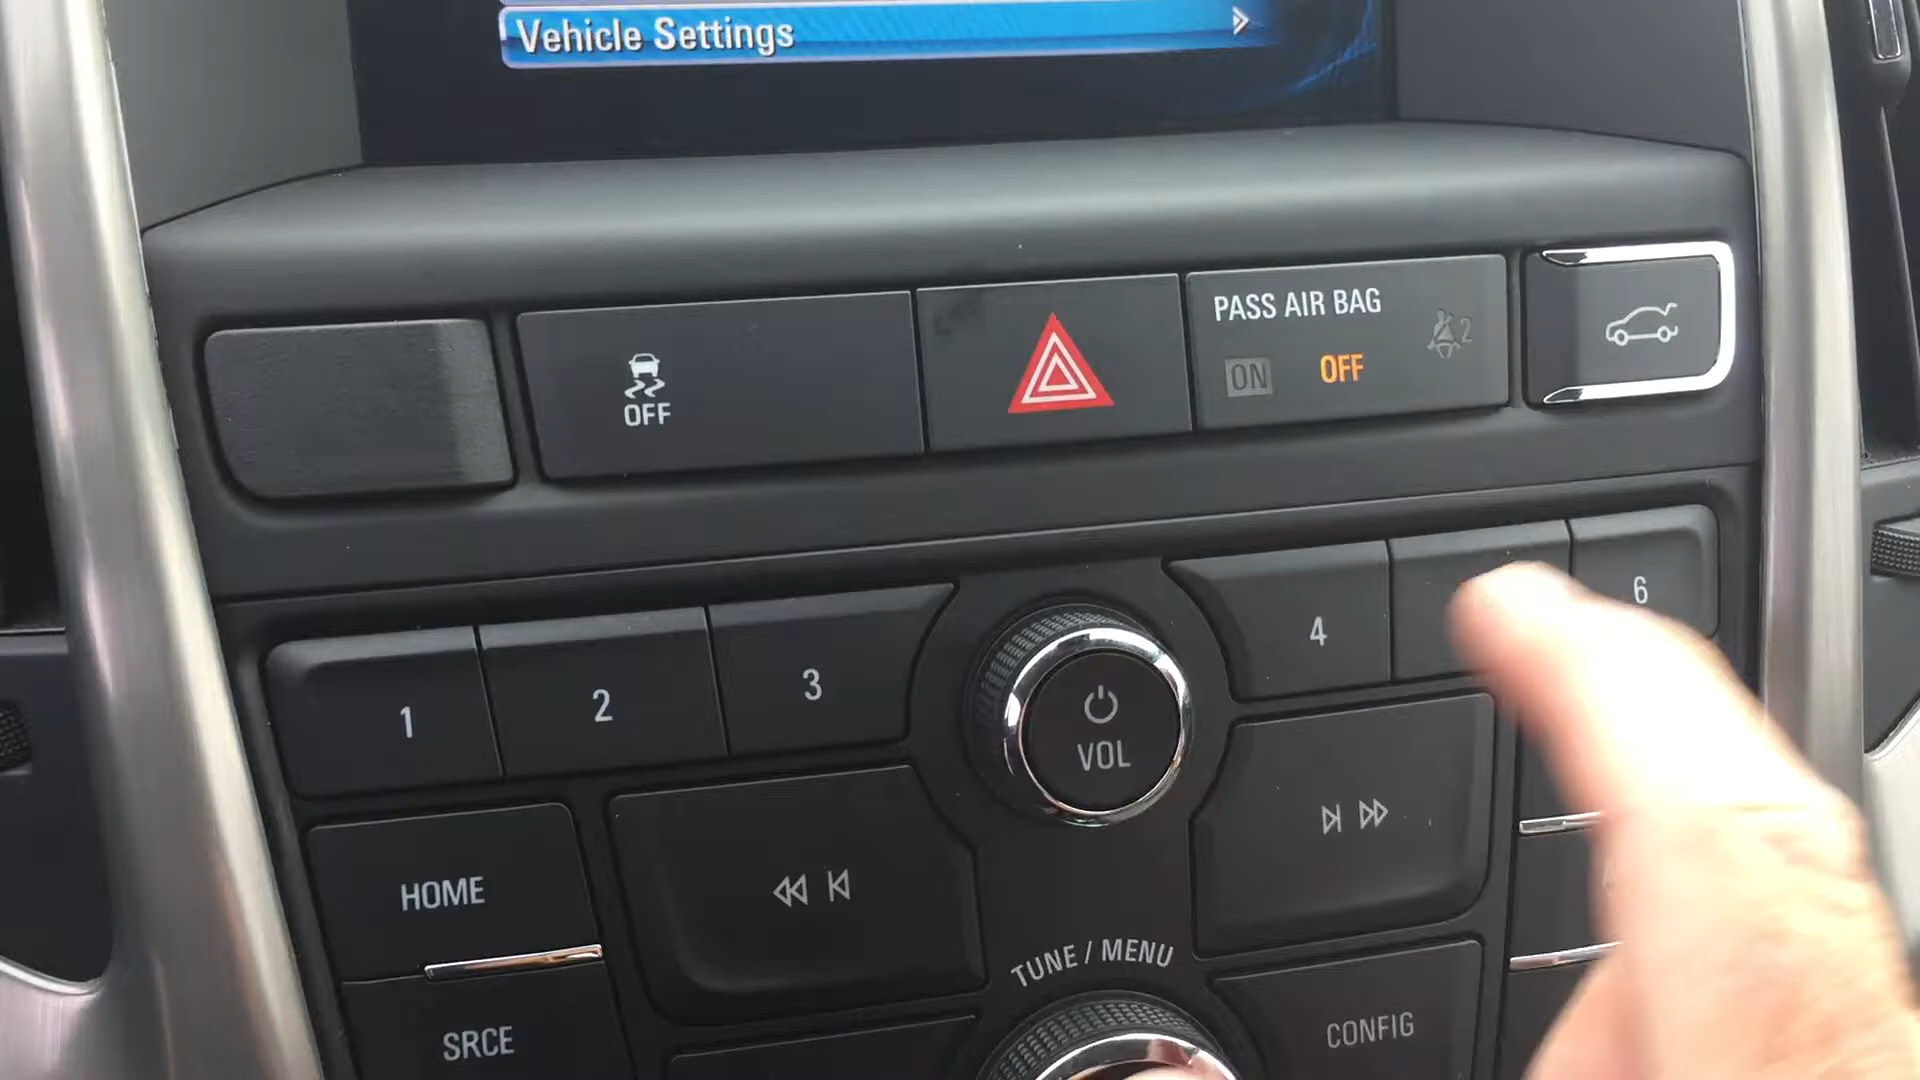 Vehicle Settings
OFF
PASS AIR BAG
ON OFF 2
1 2 3 4 6
VOL
HOME
TUNE / MENU
SRCE
CONFIG